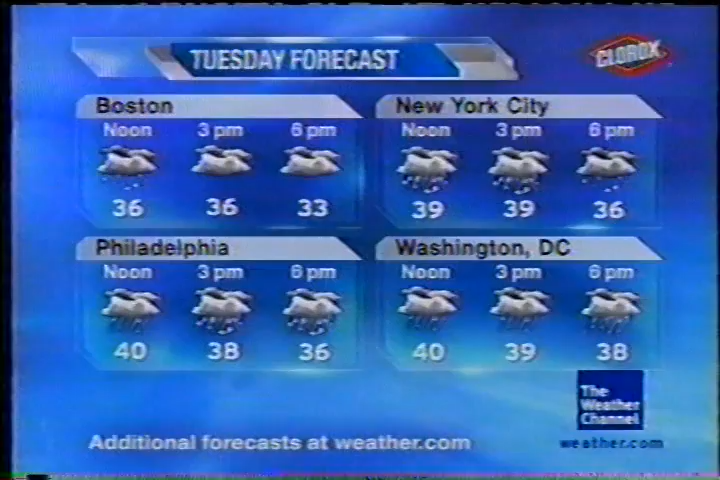 TUESDAY FORECAST
CLOROX
Boston
Noon 3 pm 6 pm
36 36 33
New York City
Noon 3 pm 6 pm
39 39 36
Philadelphia
Noon 3 pm 6 pm
40 38 36
Washington, DC
Noon 3 pm 6 pm
40 39 38
The
Weather
Channel
Additional forecasts at weather.com
weather.com